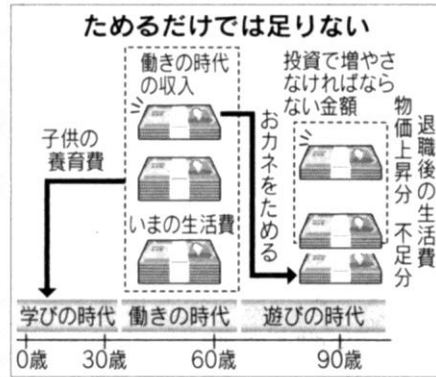 ためるだけでは足りない
働きの時代
の収入
投資で増やさ
なければなら
ない金額
子供の
養育費
いまの生活費
おカネをためる
物価上昇分
不足分
退職後の生活費
学びの時代
働きの時代
遊びの時代
0歳
30歳
60歳
90歳